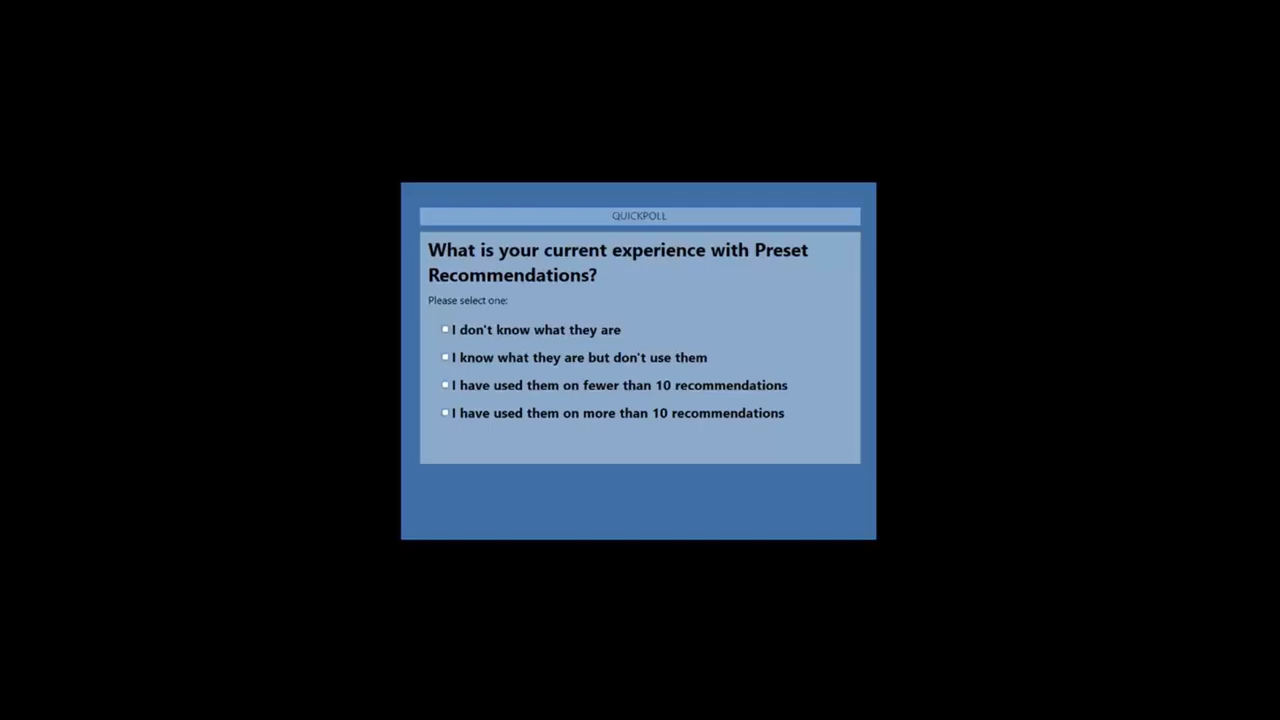 QUICKPOLL
What is your current experience with Preset
Recommendations?
Please select one:
I don't know what they are
I know what they are but don't use them
I have used them on fewer than 10 recommendations
I have used them on more than 10 recommendations